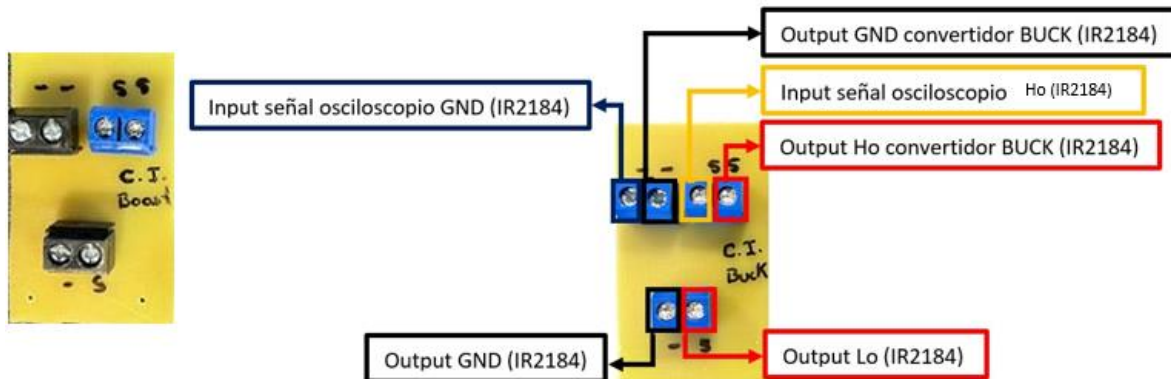 Output GND convertidor BUCK (IR2184)
Input señal osciloscopio Ho (IR2184)
Input señal osciloscopio GND (IR2184)
Output Ho convertidor BUCK (IR2184)
- - S S
C.I.
Boost
- S
- - S S
C.I.
Buck
- S
Output GND (IR2184)
Output Lo (IR2184)